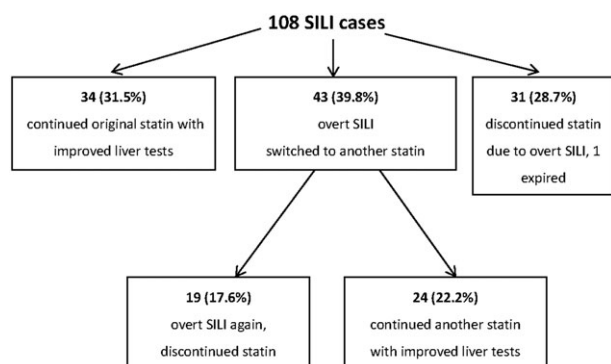 108 SILI cases
34 (31.5%)
continued original statin with
improved liver tests
43 (39.8%)
overt SILI
switched to another statin
31 (28.7%)
discontinued statin
due to overt SILI, 1
expired
19 (17.6%)
overt SILI again,
discontinued statin
24 (22.2%)
continued another statin
with improved liver tests